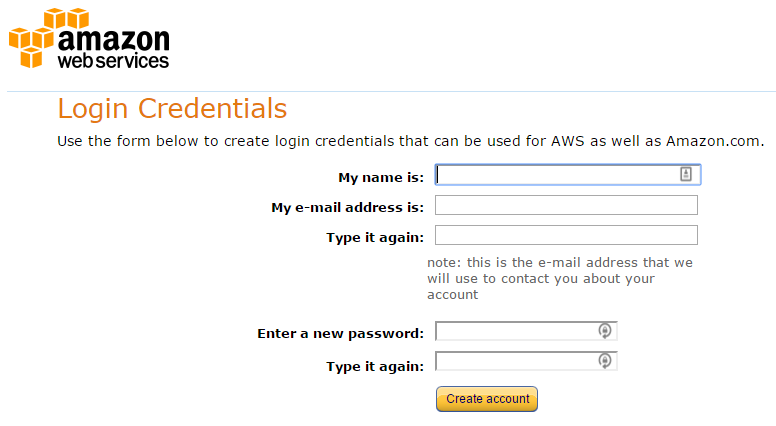 amazon
web services
Login Credentials
Use the form below to create login credentials that can be used for AWS as well as Amazon.com.
My name is:
My e-mail address is:
Type it again:
note: this is the e-mail address that we
will use to contact you about your
account
Enter a new password:
Type it again:
Create account